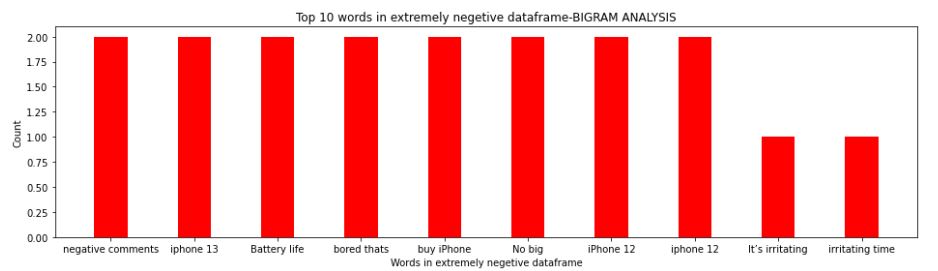 Top 10 words in extremely negetive dataframe-BIGRAM ANALYSIS
2.00
1.75
1.50
1.25
1.00
0.75
0.50
0.25
0.00
Count
negative comments iphone 13 Battery life bored thats buy iPhone No big iPhone 12 iphone 12 It’s irritating irritating time
Words in extremely negetive dataframe